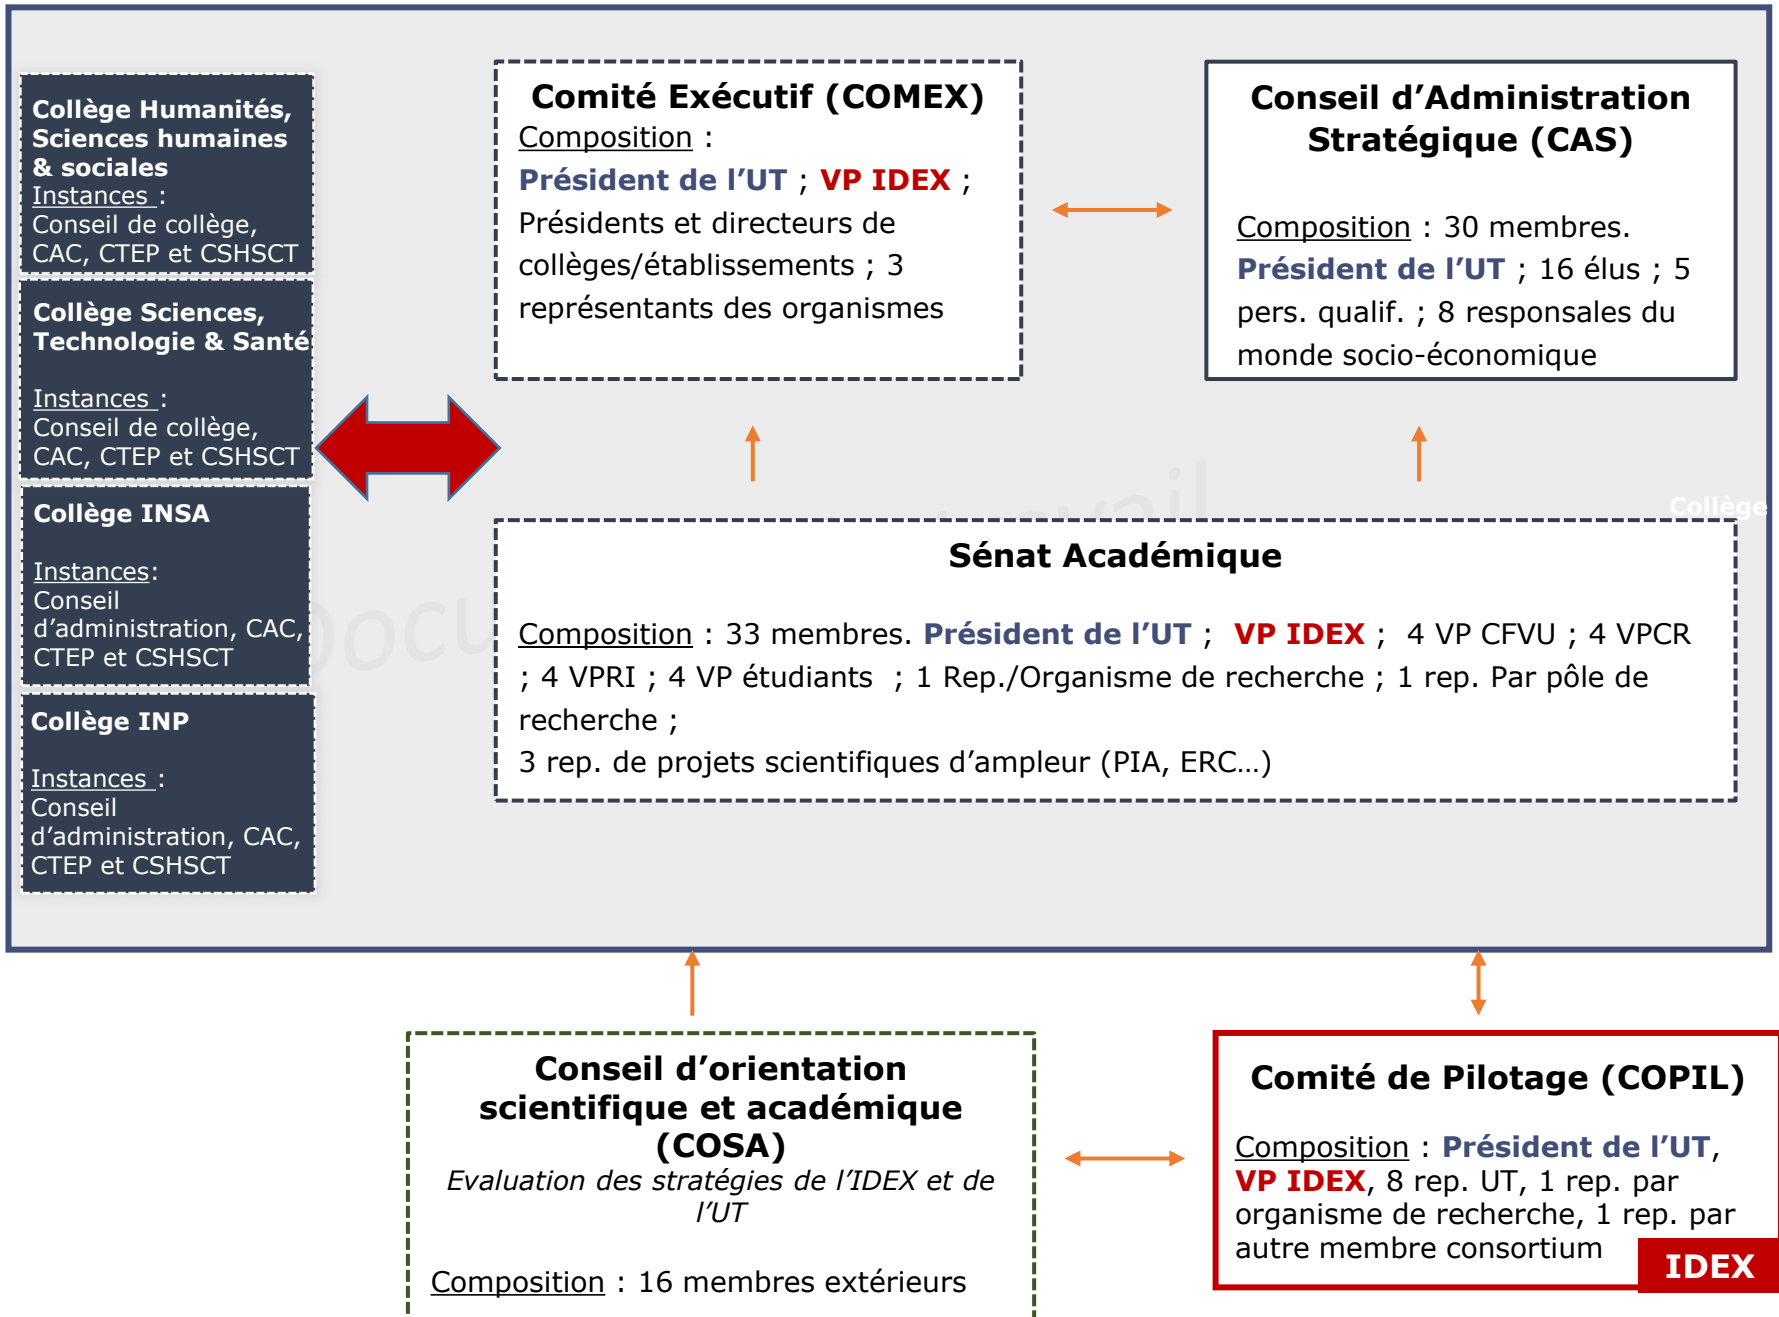 Collège Humanités,
Sciences humaines
& sociales
Instances :
Conseil de collège,
CAC, CTEP et CSHSCT
Collège Sciences,
Technologie & Santé
Instances :
Conseil de collège,
CAC, CTEP et CSHSCT
Collège INSA
Instances:
Conseil
d’administration, CAC,
CTEP et CSHSCT
Collège INP
Instances :
Conseil
d’administration, CAC,
CTEP et CSHSCT
Comité Exécutif (COMEX)
Composition :
Président de l’UT ; VP IDEX ;
Présidents et directeurs de
collèges/établissements ; 3
représentants des organismes
Conseil d’Administration
Stratégique (CAS)
Composition : 30 membres.
Président de l’UT ; 16 élus ; 5
pers. qualif. ; 8 responsales du
monde socio-économique
Collège
Sénat Académique
Composition : 33 membres. Président de l’UT ; VP IDEX ; 4 VP CFVU ; 4 VPCR
; 4 VPRI ; 4 VP étudiants ; 1 Rep./Organisme de recherche ; 1 rep. Par pôle de
recherche ;
3 rep. de projets scientifiques d’ampleur (PIA, ERC…)
Conseil d’orientation
scientifique et académique
(COSA)
Evaluation des stratégies de l’IDEX et de
l’UT
Composition : 16 membres extérieurs
Comité de Pilotage (COPIL)
Composition : Président de l’UT,
VP IDEX, 8 rep. UT, 1 rep. par
organisme de recherche, 1 rep. par
autre membre consortium
IDEX